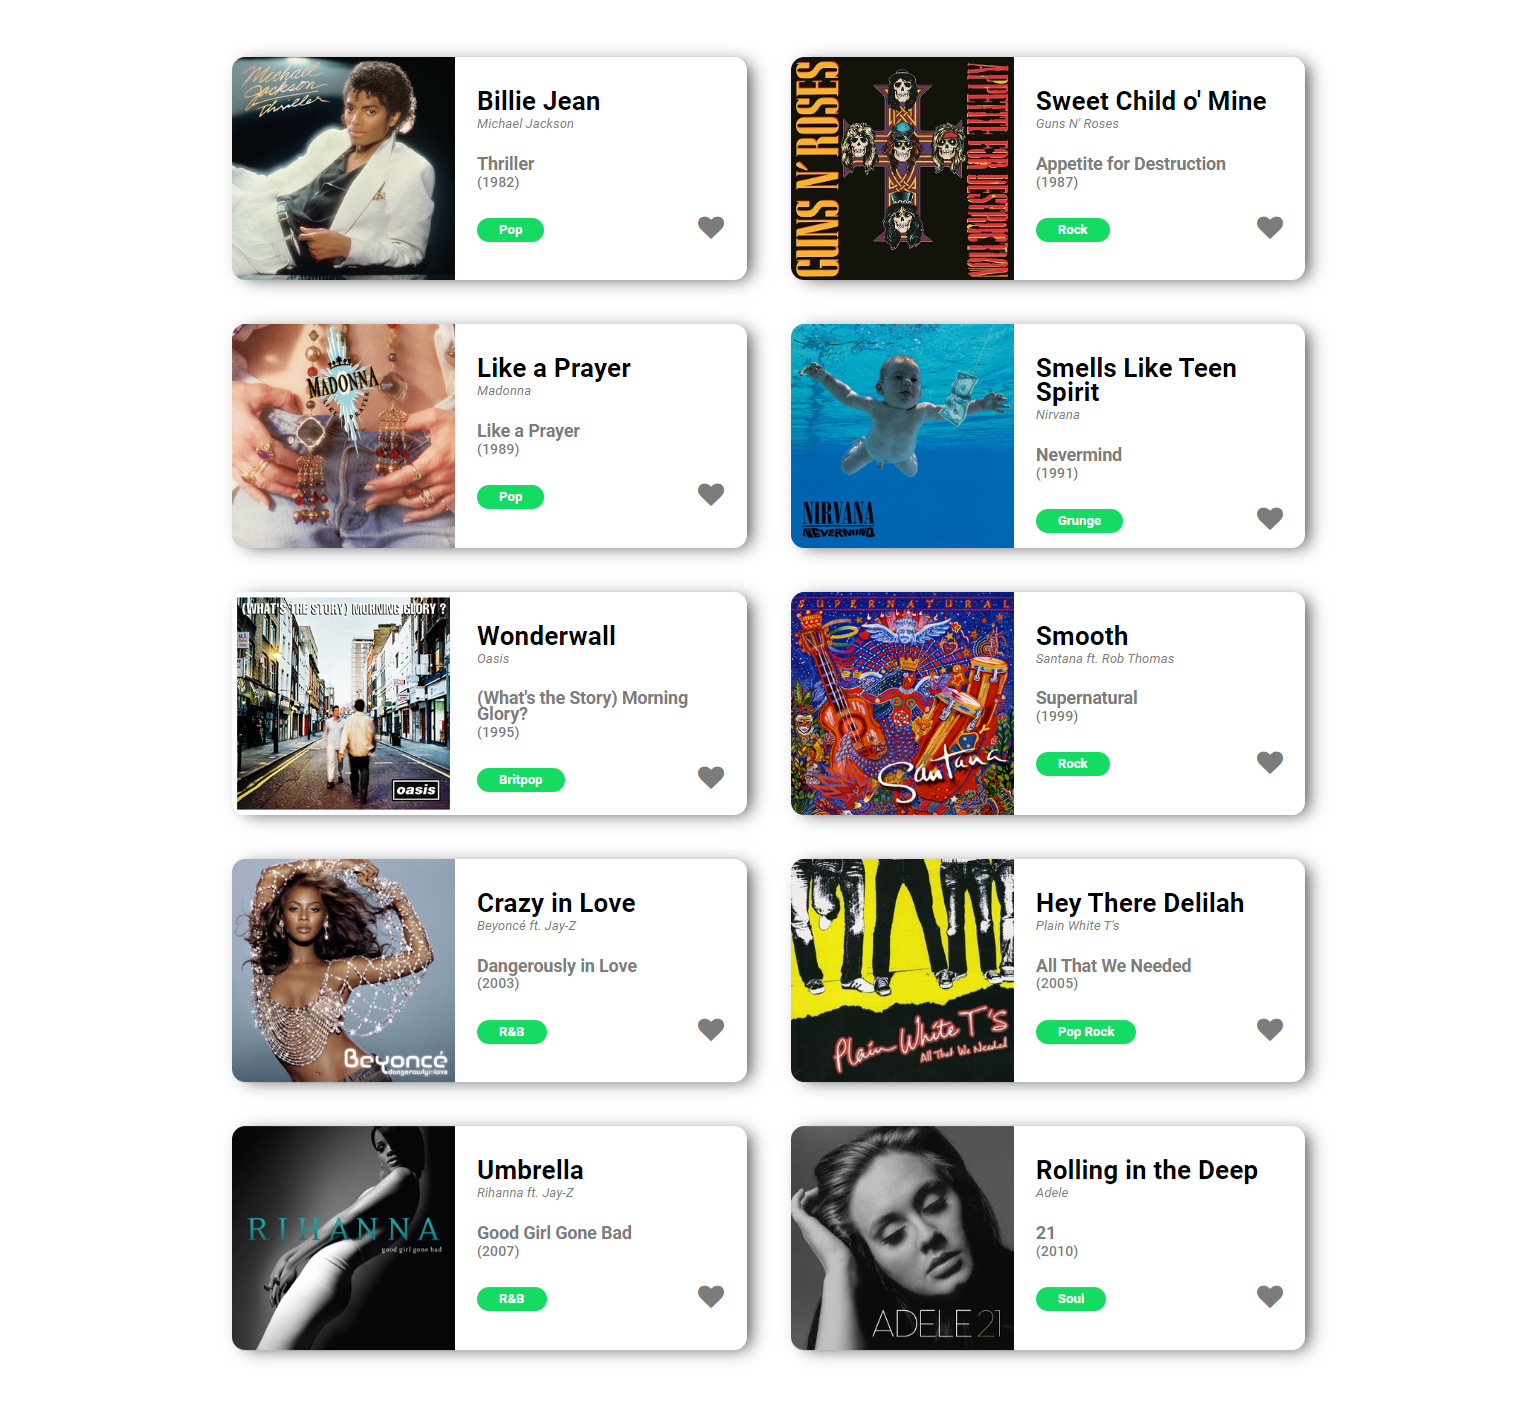 Michael
Jackson
Thriller
Billie Jean
Michael Jackson
Thriller
(1982)
Pop
GUNS N' ROSES
APPETITE FOR DESTRUCTION
Sweet Child o' Mine
Guns N' Roses
Appetite for Destruction
(1987)
Rock
MADONNA
LIKE A PRAYER
Like a Prayer
Madonna
Like a Prayer
(1989)
Pop
NIRVANA
NEVERMIND
Smells Like Teen
Spirit
Nirvana
Nevermind
(1991)
Grunge
(WHAT'S THE STORY) MORNING GLORY ?
oasis
Wonderwall
Oasis
(What's the Story) Morning
Glory?
(1995)
Britpop
SUPERNATURAL
Santana
Smooth
Santana ft. Rob Thomas
Supernatural
(1999)
Rock
Beyoncé
dangerously in love
Crazy in Love
Beyoncé ft. Jay-Z
Dangerously in Love
(2003)
R&B
Plain White T's
All That We Needed
Hey There Delilah
Plain White T's
All That We Needed
(2005)
Pop Rock
RIHANNA
good girl gone bad
Umbrella
Rihanna ft. Jay-Z
Good Girl Gone Bad
(2007)
R&B
ADELE 21
Rolling in the Deep
Adele
21
(2010)
Soul